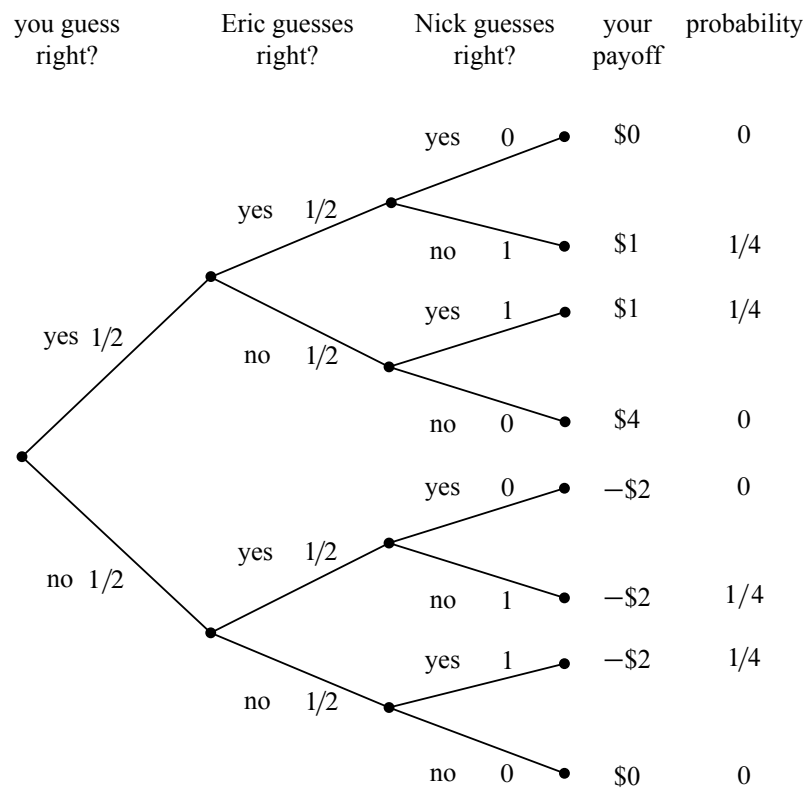 you guess Eric guesses Nick guesses your probability
right? right? right? payoff
yes 0 $0 0
yes 1/2
no 1 $1 1/4
yes 1 $1 1/4
yes 1/2
no 1/2
no 0 $4 0
yes 0 −$2 0
yes 1/2
no 1/2
no 1 −$2 1/4
yes 1 −$2 1/4
no 1/2
no 0 $0 0